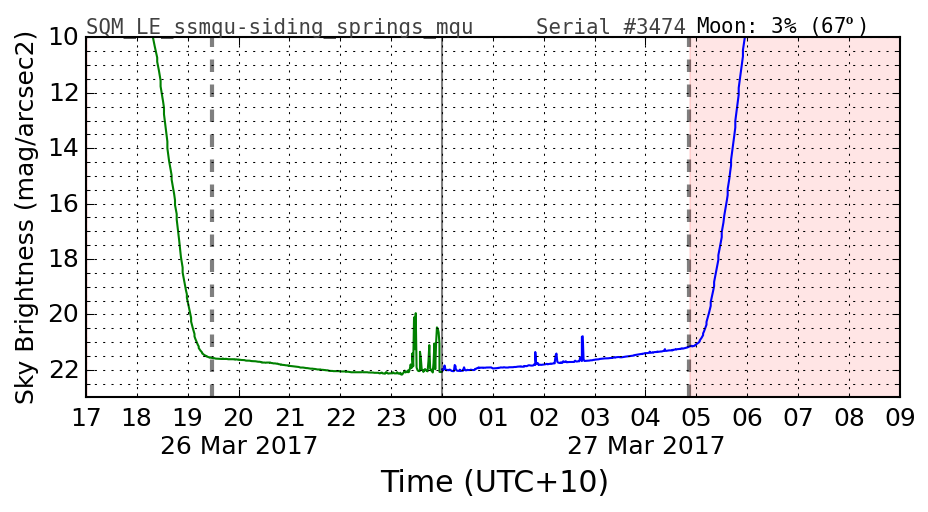 SQM_LE_ssmqu-siding_springs_mqu Serial #3474 Moon: 3% (67°)
Sky Brightness (mag/arcsec2)
10
12
14
16
18
20
22
17 18 19 20 21 22 23 00 01 02 03 04 05 06 07 08 09
26 Mar 2017 27 Mar 2017
Time (UTC+10)